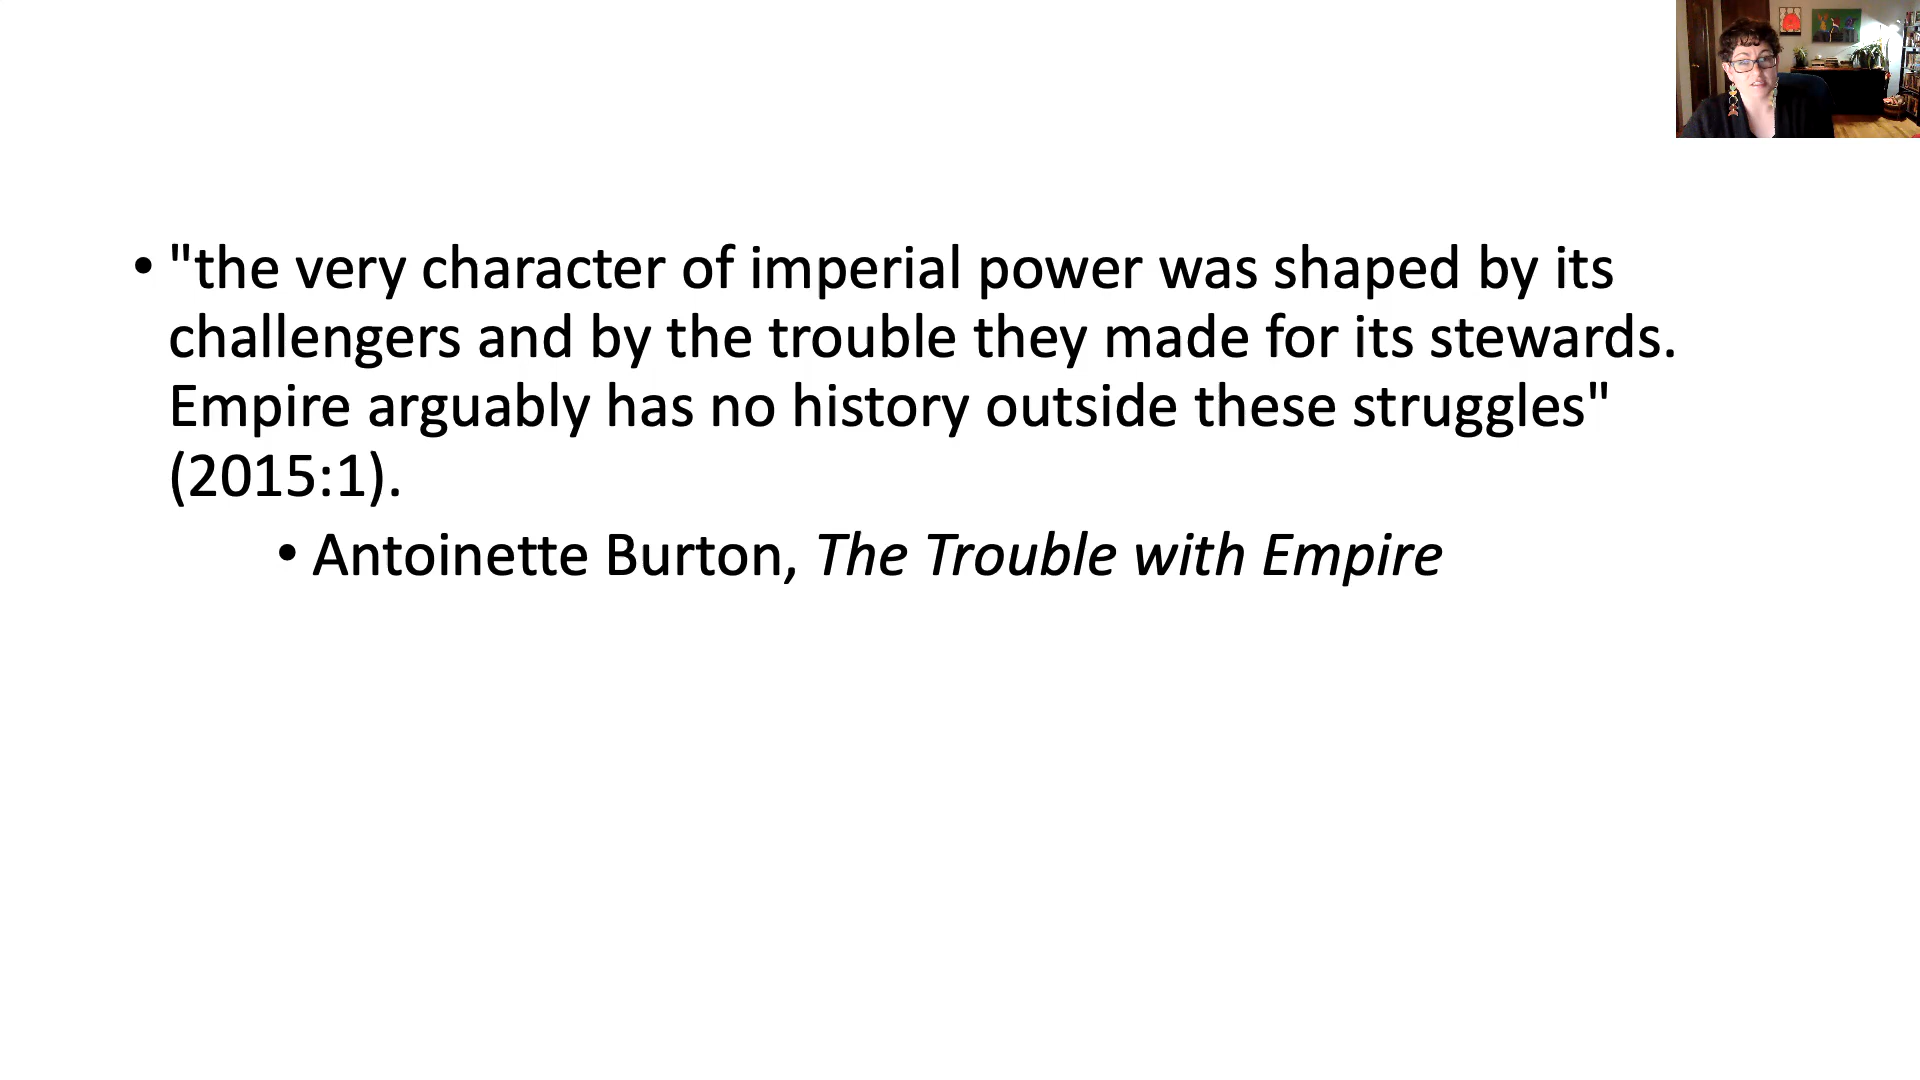 • "the very character of imperial power was shaped by its
challengers and by the trouble they made for its stewards.
Empire arguably has no history outside these struggles"
(2015:1).
• Antoinette Burton, The Trouble with Empire